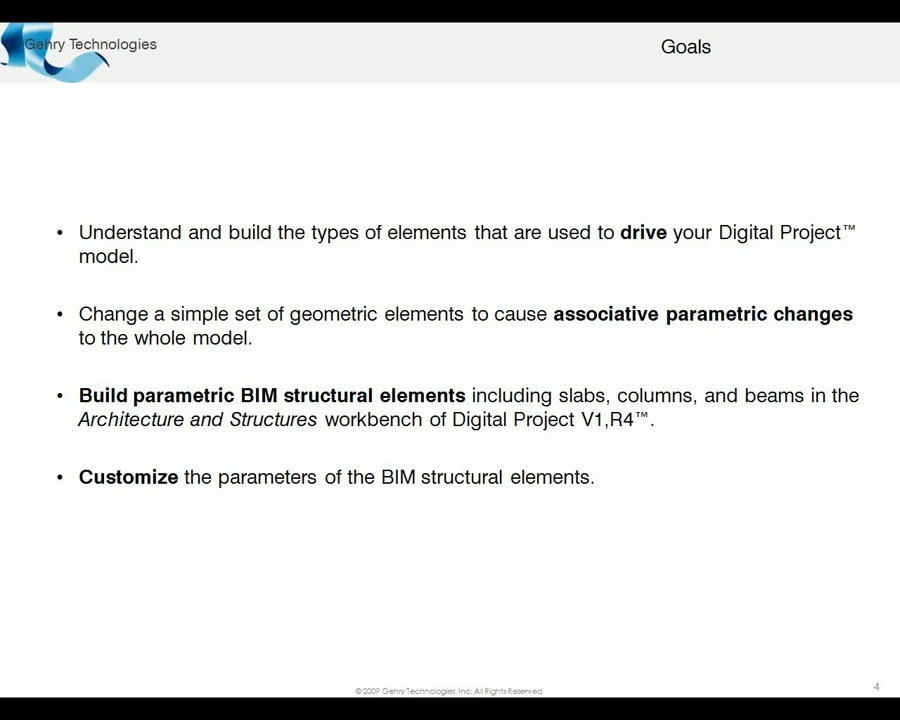 Gehry Technologies
Goals
• Understand and build the types of elements that are used to drive your Digital Project™
model.
• Change a simple set of geometric elements to cause associative parametric changes
to the whole model.
• Build parametric BIM structural elements including slabs, columns, and beams in the
Architecture and Structures workbench of Digital Project V1,R4™.
• Customize the parameters of the BIM structural elements.
©2009 Gehry Technologies, Inc. All Rights Reserved
4